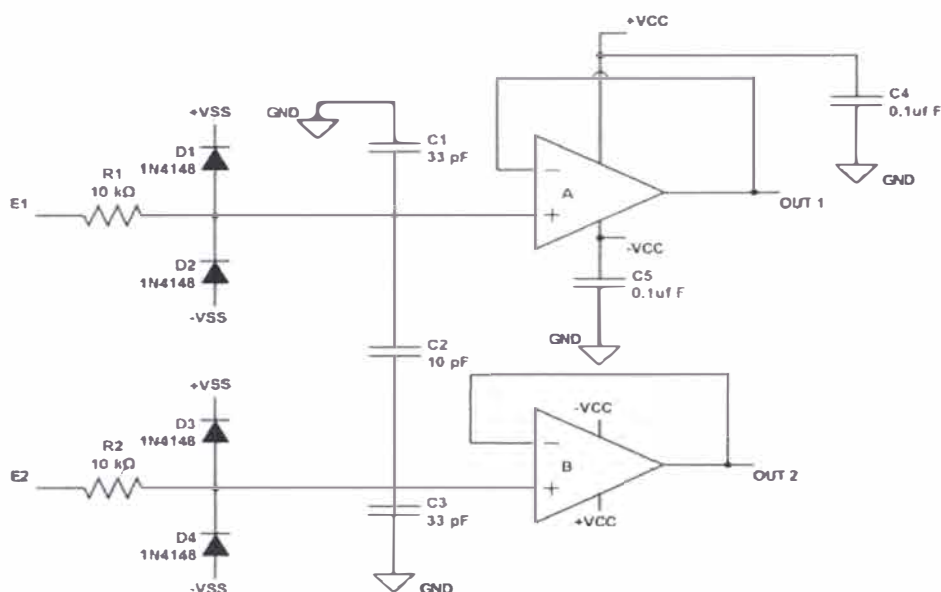 +VCC
C4
0.1uf F
GND
+VSS
GND
D1
1N4148
C1
33 pF
R1
10 kΩ
E1
−
A
+
OUT 1
D2
1N4148
-VCC
-VSS
C5
0.1uf F
GND
C2
10 pF
+VSS
D3
1N4148
-VCC
R2
10 kΩ
−
B
+
E2
OUT 2
C3
33 pF
+VCC
D4
1N4148
-VSS
GND